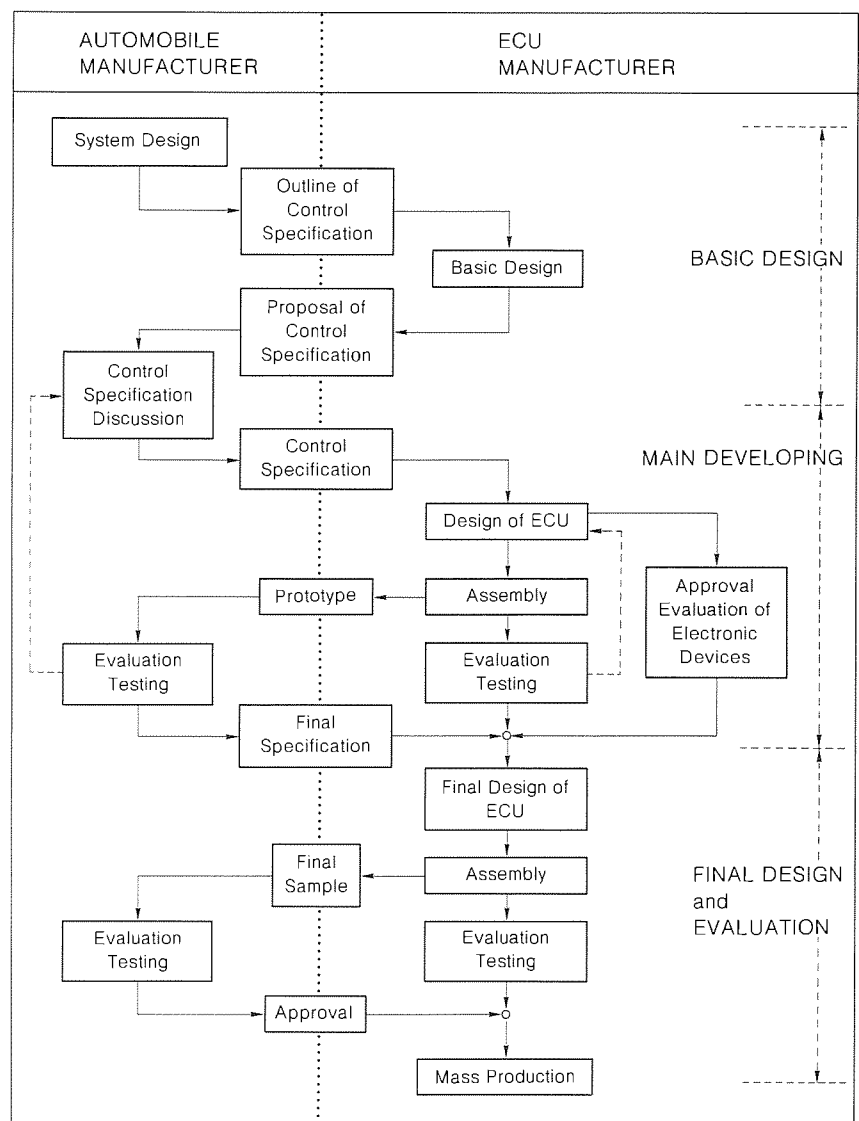 AUTOMOBILE
MANUFACTURER
ECU
MANUFACTURER
System Design
Outline of
Control
Specification
Basic Design
BASIC DESIGN
Proposal of
Control
Specification
Control
Specification
Discussion
Control
Specification
MAIN DEVELOPING
Design of ECU
Prototype
Assembly
Approval
Evaluation of
Electronic
Devices
Evaluation
Testing
Evaluation
Testing
Final
Specification
Final Design of
ECU
Final
Sample
Assembly
FINAL DESIGN
and
EVALUATION
Evaluation
Testing
Evaluation
Testing
Approval
Mass Production